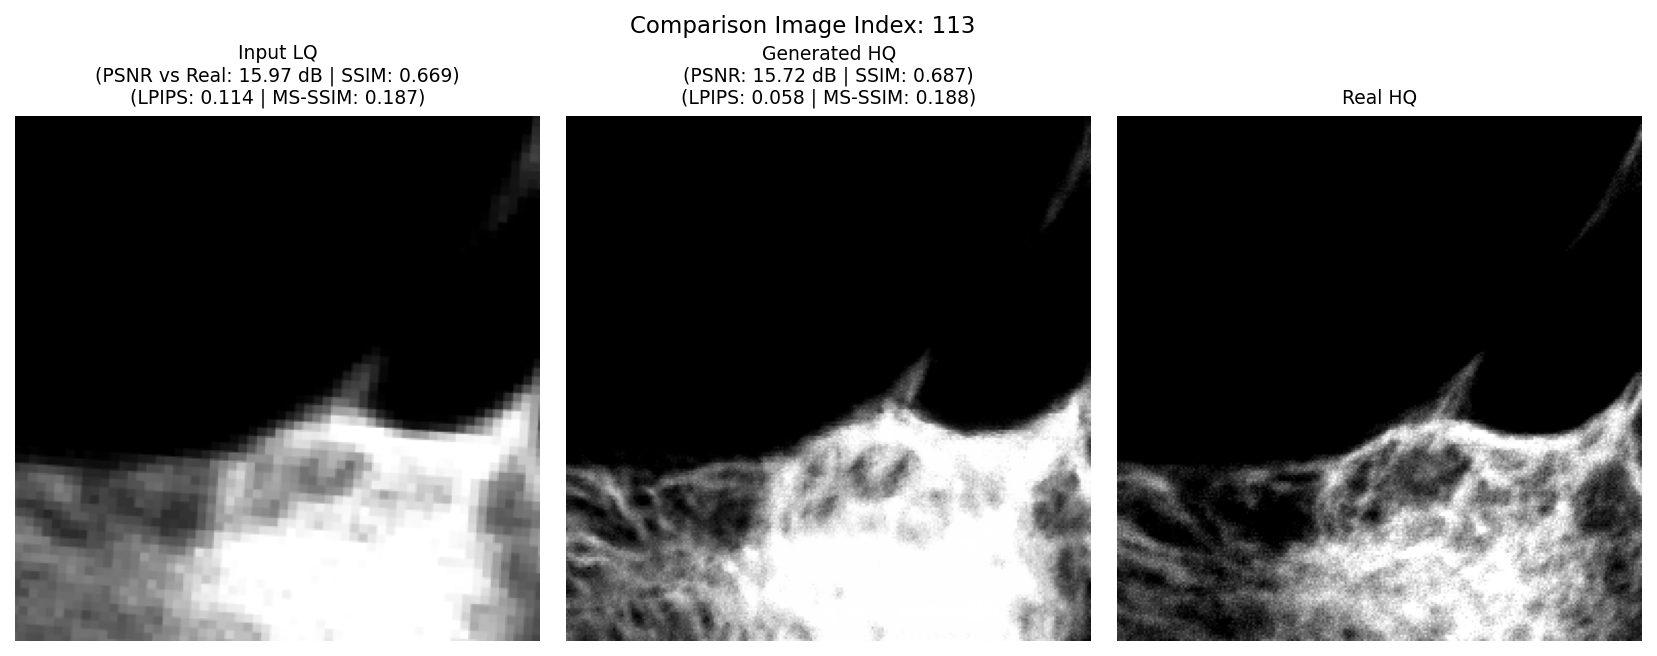 Comparison Image Index: 113
Input LQ
(PSNR vs Real: 15.97 dB | SSIM: 0.669)
(LPIPS: 0.114 | MS-SSIM: 0.187)
Generated HQ
(PSNR: 15.72 dB | SSIM: 0.687)
(LPIPS: 0.058 | MS-SSIM: 0.188)
Real HQ